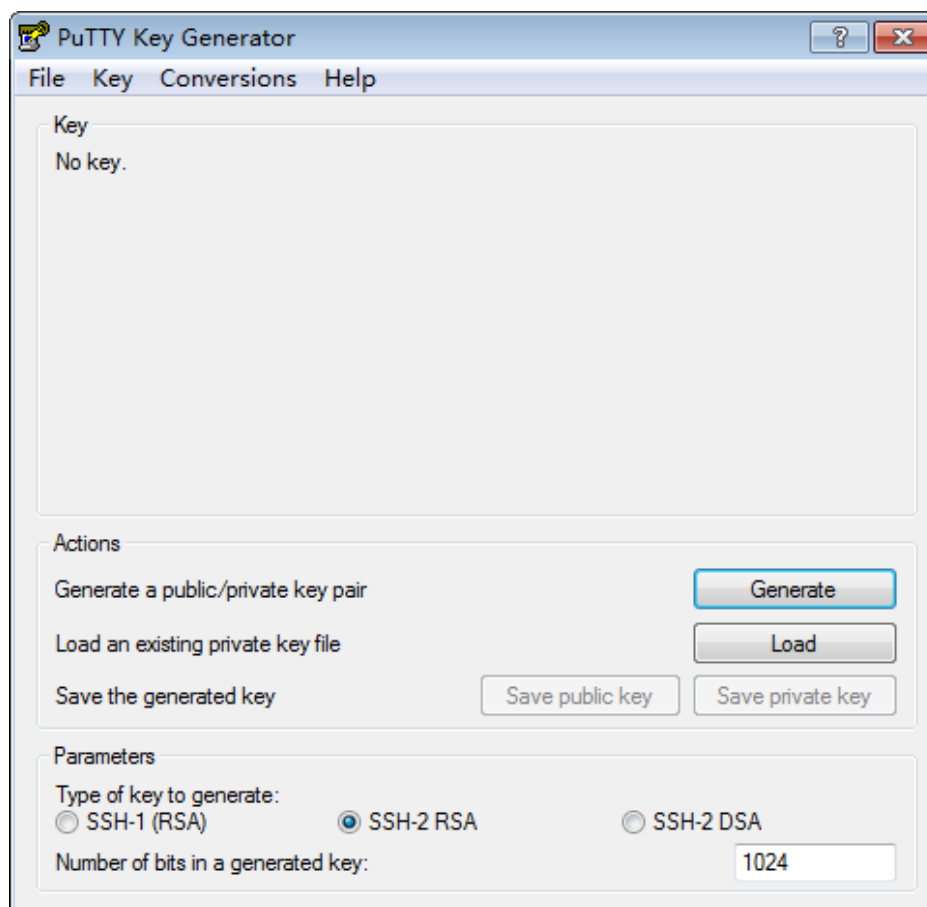 PuTTY Key Generator
File Key Conversions Help
Key
No key.
Actions
Generate a public/private key pair Generate
Load an existing private key file Load
Save the generated key Save public key Save private key
Parameters
Type of key to generate:
SSH-1 (RSA) SSH-2 RSA SSH-2 DSA
Number of bits in a generated key: 1024